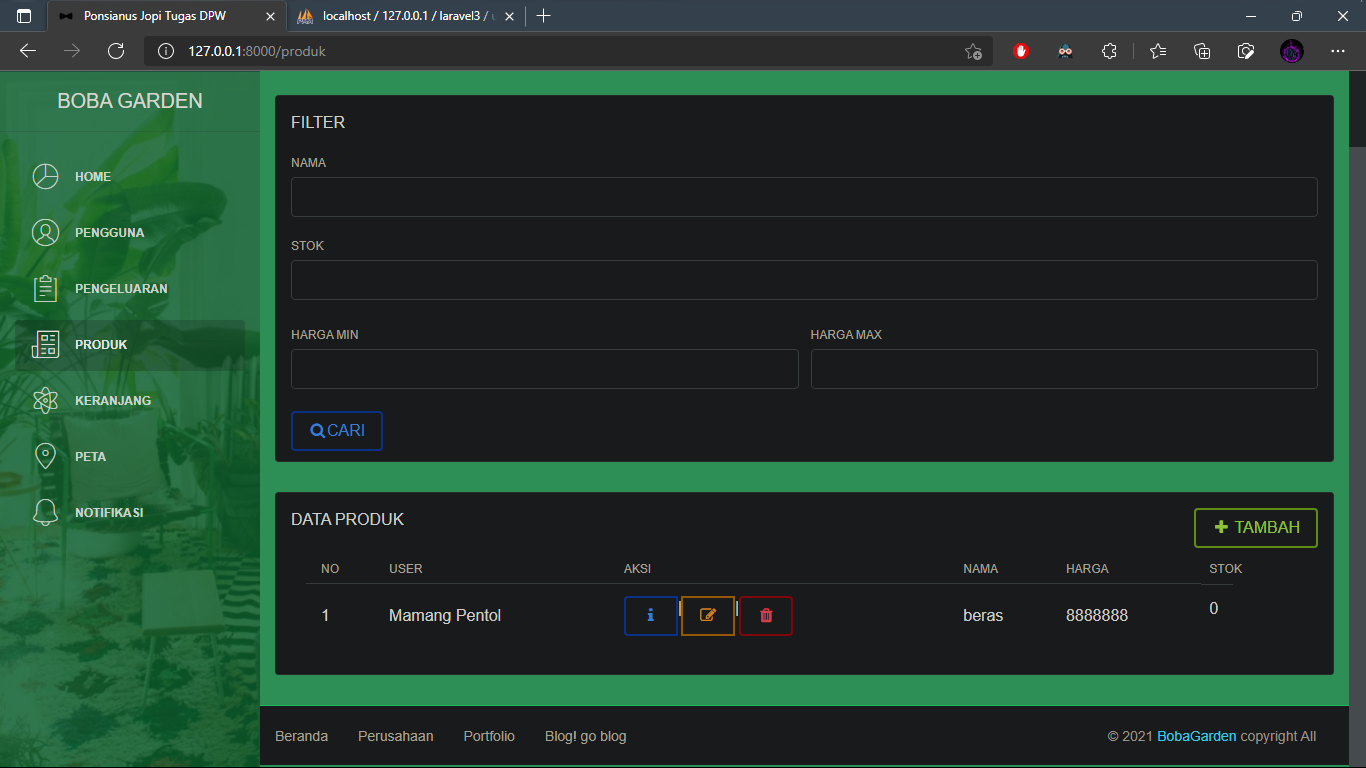 Ponsianus Jopi Tugas DPW
localhost / 127.0.0.1 / laravel3 /
127.0.0.1:8000/produk
BOBA GARDEN
HOME
PENGGUNA
PENGELUARAN
PRODUK
KERANJANG
PETA
NOTIFIKASI
FILTER
NAMA
STOK
HARGA MIN HARGA MAX
CARI
DATA PRODUK
TAMBAH
NO USER AKSI NAMA HARGA STOK
1 Mamang Pentol beras 8888888 0
Beranda Perusahaan Portfolio Blog! go blog © 2021 BobaGarden copyright All